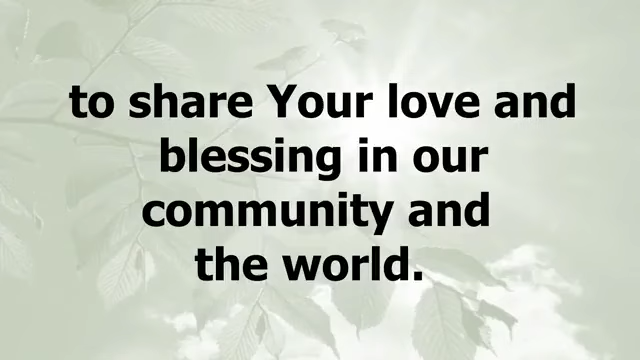 to share Your love and
blessing in our
community and
the world.